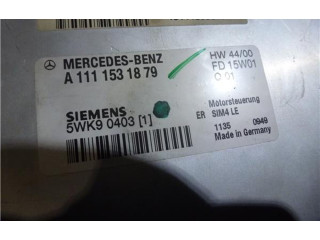 MERCEDES-BENZ
A 111 153 18 79
HW 44/00
FD 15W01
Q 01
SIEMENS
5WK9 0403 [1]
ER
Motorsteuerung
SIM4 LE
1135 0949
Made in Germany